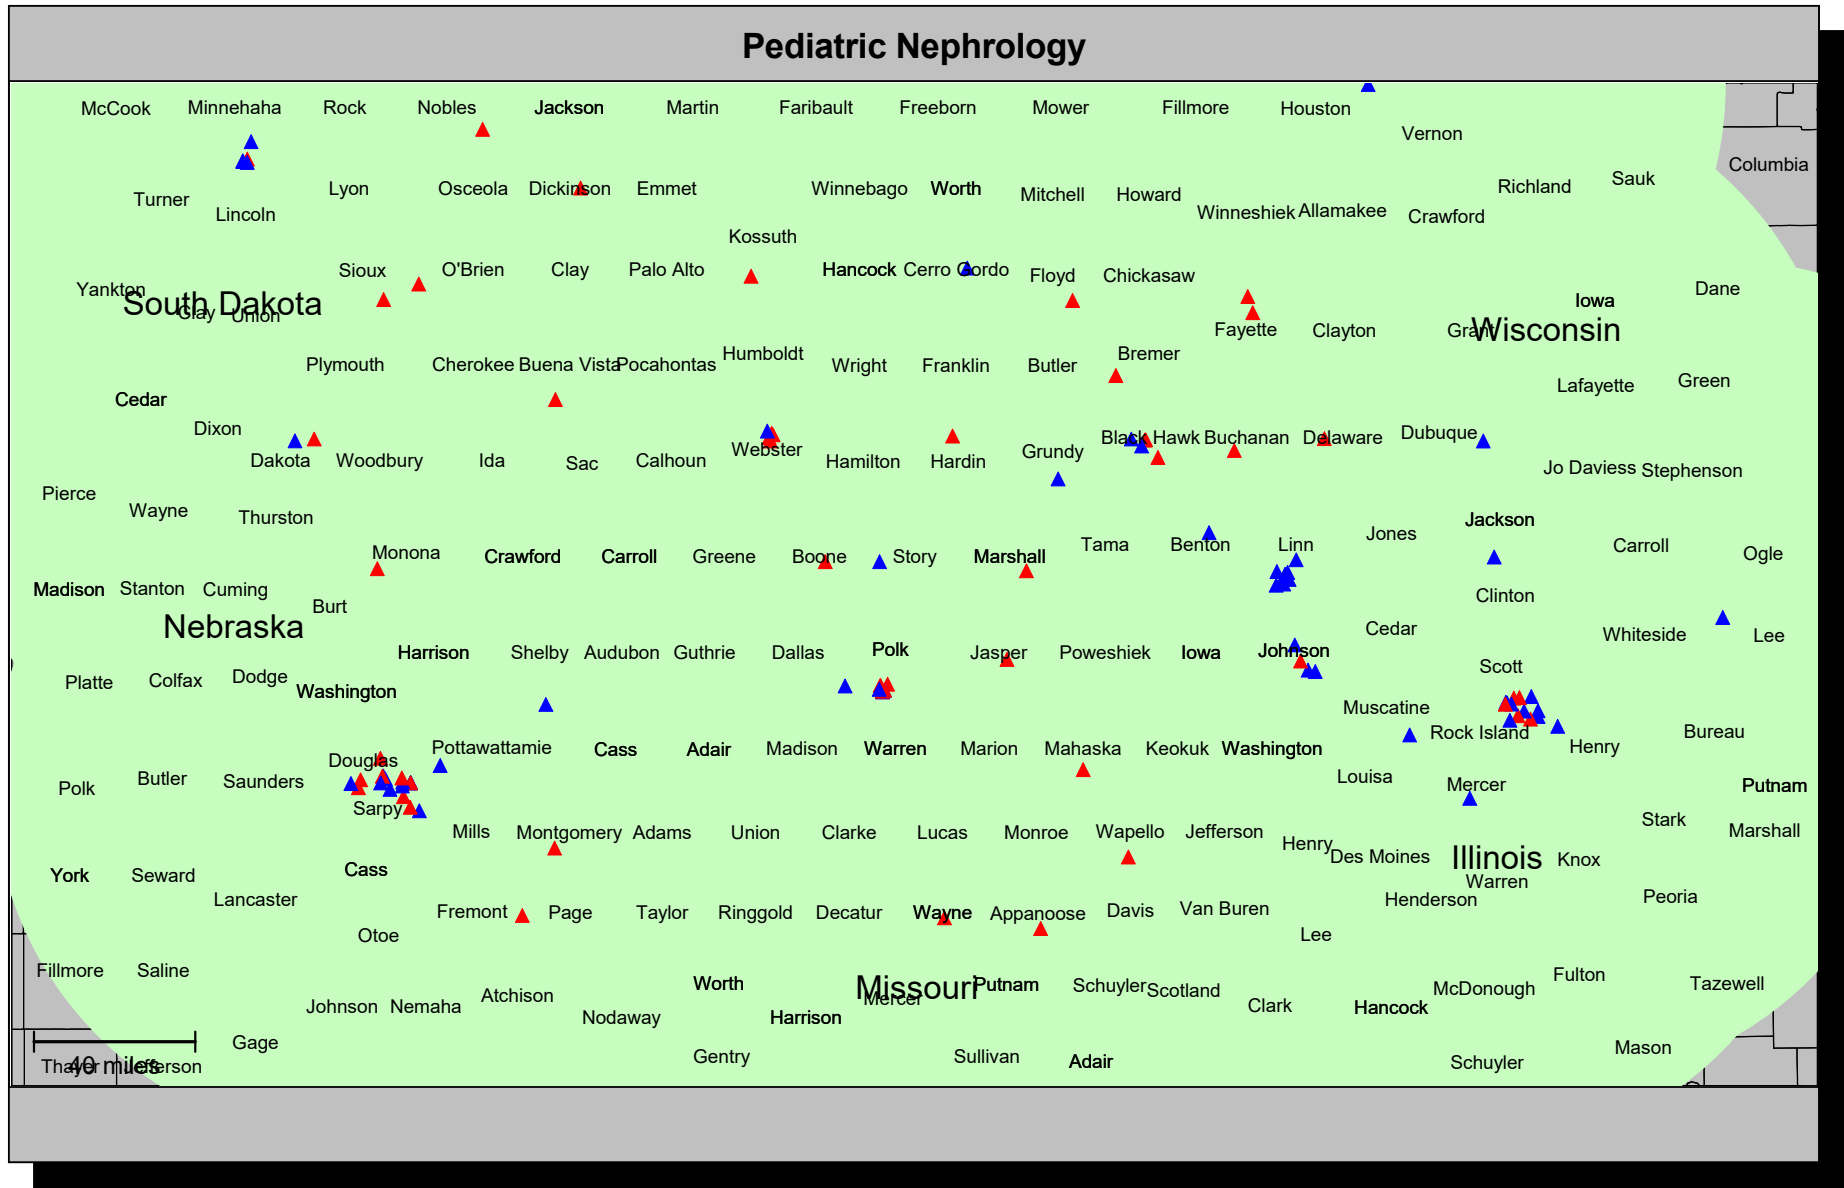 Pediatric Nephrology
McCook Minnehaha Rock Nobles Jackson Martin Faribault Freeborn Mower Fillmore Houston
Vernon
Columbia
Turner Lincoln Lyon Osceola Dickinson Emmet Winnebago Worth Mitchell Howard Winneshiek Allamakee Crawford Richland Sauk
Kossuth
Yankton Sioux O'Brien Clay Palo Alto Hancock Cerro Gordo Floyd Chickasaw Iowa Dane
South Dakota
Clay Union
Fayette Clayton Grant
Wisconsin
Plymouth Cherokee Buena Vista Pocahontas Humboldt Wright Franklin Butler Bremer Lafayette Green
Cedar
Dixon Webster Black Hawk Buchanan Delaware Dubuque
Dakota Woodbury Ida Sac Calhoun Hamilton Hardin Grundy Jo Daviess Stephenson
Pierce Wayne Thurston Jackson
Monona Crawford Carroll Greene Boone Story Marshall Tama Benton Linn Jones Carroll Ogle
Madison Stanton Cuming Burt Clinton
Nebraska
Cedar Whiteside Lee
Harrison Shelby Audubon Guthrie Dallas Polk Jasper Poweshiek Iowa Johnson Scott
Platte Colfax Dodge Washington Muscatine
Rock Island Henry Bureau
Douglas Pottawattamie Cass Adair Madison Warren Marion Mahaska Keokuk Washington
Polk Butler Saunders Louisa Mercer Putnam
Sarpy
Mills Montgomery Adams Union Clarke Lucas Monroe Wapello Jefferson Henry Stark Marshall
Des Moines Illinois Knox
York Seward Cass Warren
Lancaster Fremont Page Taylor Ringgold Decatur Wayne Appanoose Davis Van Buren Henderson Peoria
Otoe Lee
Fillmore Saline Worth Missouri Putnam Schuyler Scotland McDonough Fulton Tazewell
Johnson Nemaha Atchison Mercer Clark Hancock
Nodaway Harrison
Gage Gentry Sullivan Adair Schuyler Mason
Thayer Jefferson
40 miles